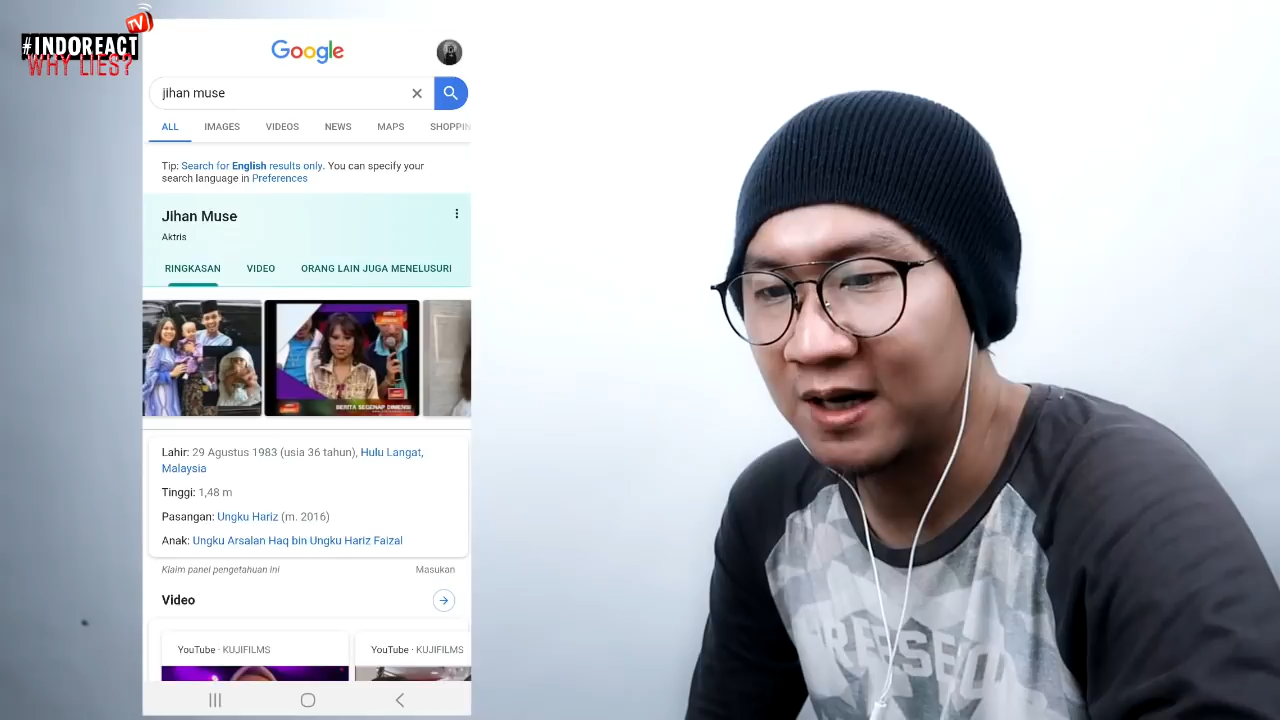 TV
#INDOREACT
WHY LIES?
Google
jihan muse
ALL IMAGES VIDEOS NEWS MAPS SHOPPIN
Tip: Search for English results only. You can specify your
search language in Preferences
Jihan Muse
Aktris
RINGKASAN VIDEO ORANG LAIN JUGA MENELUSURI
BERITA SEGENAP DIMENSI
Lahir: 29 Agustus 1983 (usia 36 tahun), Hulu Langat,
Malaysia
Tinggi: 1,48 m
Pasangan: Ungku Hariz (m. 2016)
Anak: Ungku Arsalan Haq bin Ungku Hariz Faizal
Klaim panel pengetahuan ini Masukan
Video
YouTube · KUJIFILMS YouTube · KUJIFILMS